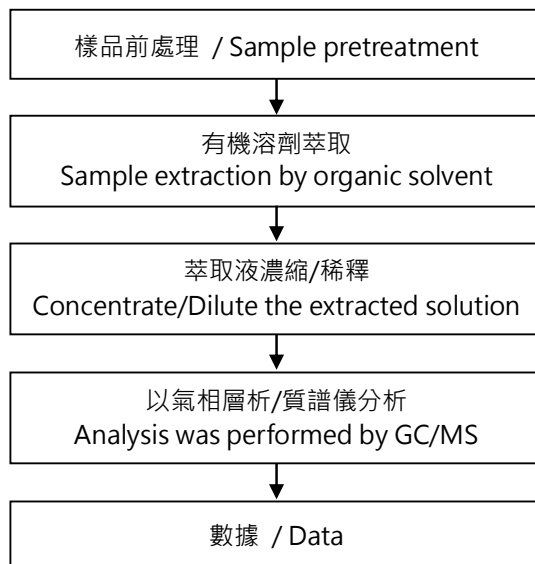 樣品前處理 / Sample pretreatment
有機溶劑萃取
Sample extraction by organic solvent
萃取液濃縮/稀釋
Concentrate/Dilute the extracted solution
以氣相層析/質譜儀分析
Analysis was performed by GC/MS
數據 / Data